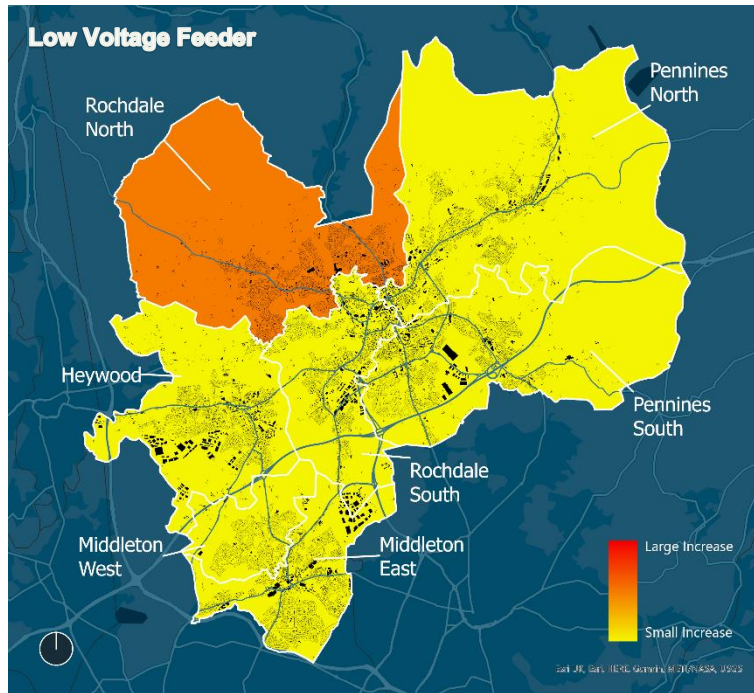 Low Voltage Feeder
Rochdale
North
Pennines
North
Heywood
Pennines
South
Rochdale
South
Middleton
West
Middleton
East
Large Increase
Small Increase
Esri UK, Esri, HERE, Garmin, METI/NASA, USGS